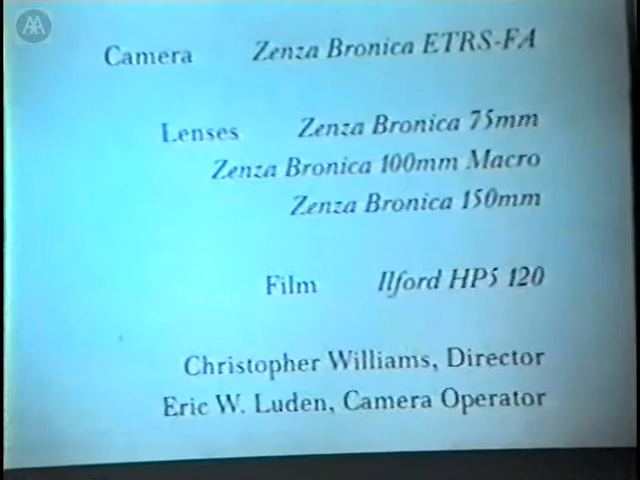 AA
Camera Zenza Bronica ETRS-FA
Lenses Zenza Bronica 75mm
Zenza Bronica 100mm Macro
Zenza Bronica 150mm
Film Ilford HP5 120
Christopher Williams, Director
Eric W. Luden, Camera Operator